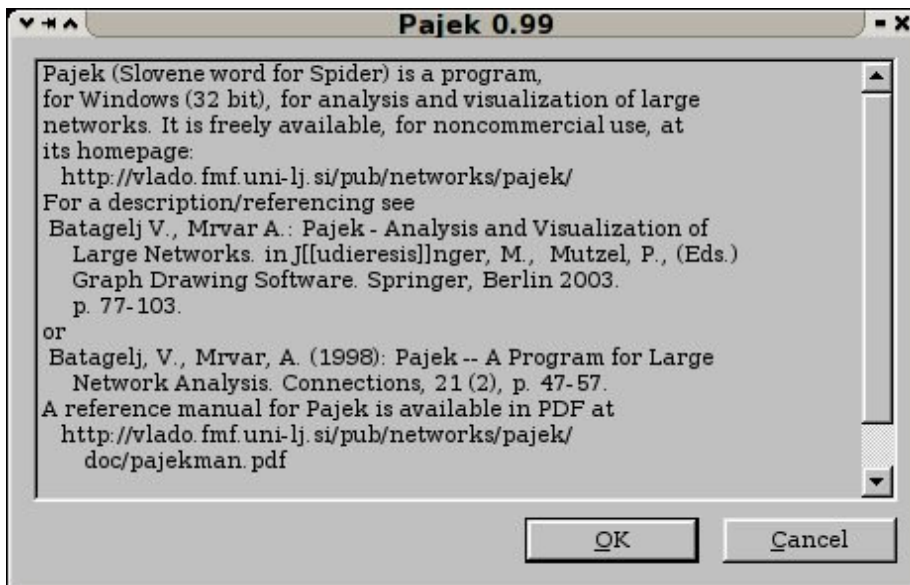 Pajek 0.99
Pajek (Slovene word for Spider) is a program,
for Windows (32 bit), for analysis and visualization of large
networks. It is freely available, for noncommercial use, at
its homepage:
http://vlado.fmf.uni-lj.si/pub/networks/pajek/
For a description/referencing see
Batagelj V., Mrvar A.: Pajek - Analysis and Visualization of
Large Networks. in J[[udieresis]]nger, M., Mutzel, P., (Eds.)
Graph Drawing Software. Springer, Berlin 2003.
p. 77-103.
or
Batagelj, V., Mrvar, A. (1998): Pajek -- A Program for Large
Network Analysis. Connections, 21 (2), p. 47-57.
A reference manual for Pajek is available in PDF at
http://vlado.fmf.uni-lj.si/pub/networks/pajek/
doc/pajekman.pdf
OK Cancel